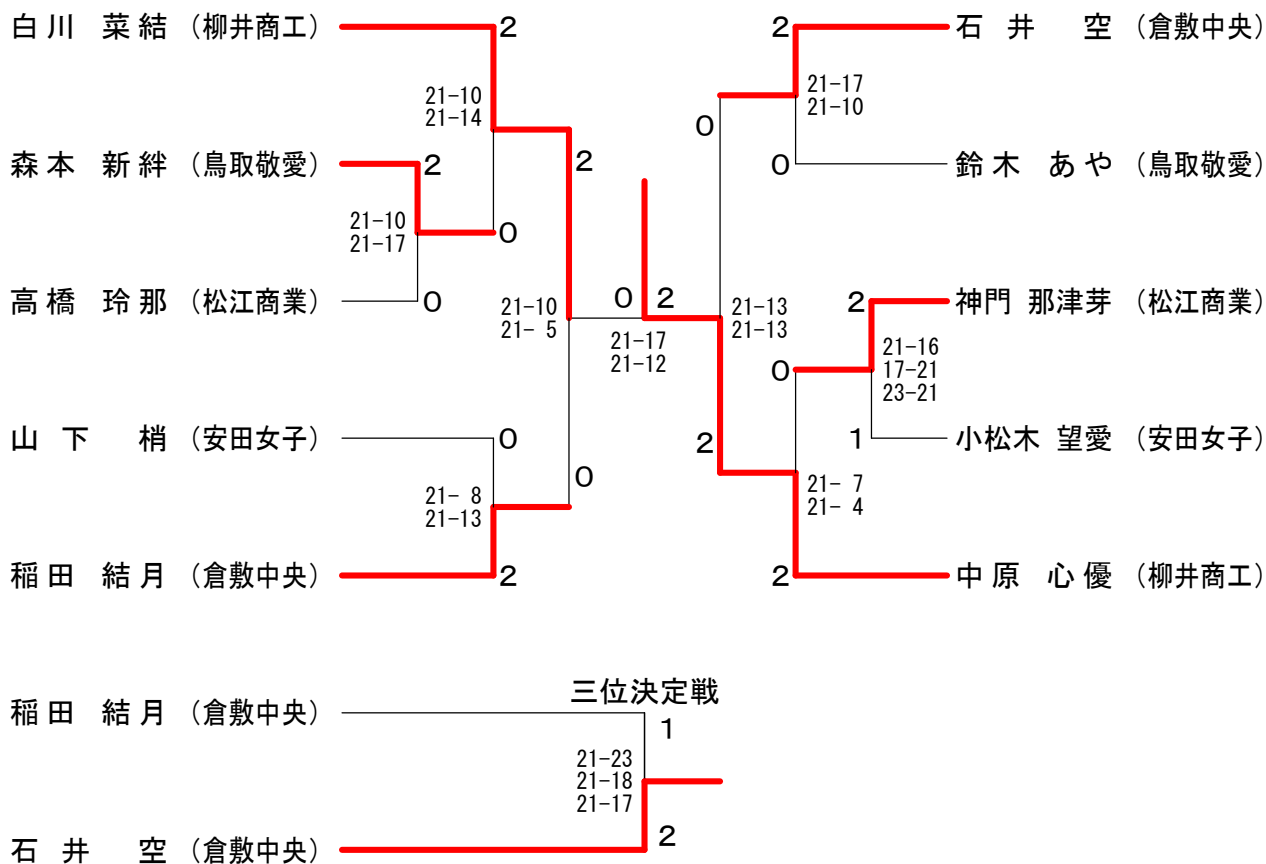 白川 菜結 (柳井商工) 2 2 石井 空 (倉敷中央)
21-10 21-17
21-14 21-10
0
森本 新絆 (鳥取敬愛) 2 2 0 鈴木 あや (鳥取敬愛)
21-10 0
21-17
高橋 玲那 (松江商業) 0 21-10 0 2 21-13 2 神門 那津芽 (松江商業)
21- 5 21-17 21-13
21-12 21-16
0 17-21
23-21
山下 梢 (安田女子) 0 2 1 小松木 望愛 (安田女子)
0
21- 8 21- 7
21-13 21- 4
稲田 結月 (倉敷中央) 2 2 中原 心優 (柳井商工)
三位決定戦
稲田 結月 (倉敷中央) 1
21-23
21-18
21-17
石井 空 (倉敷中央) 2